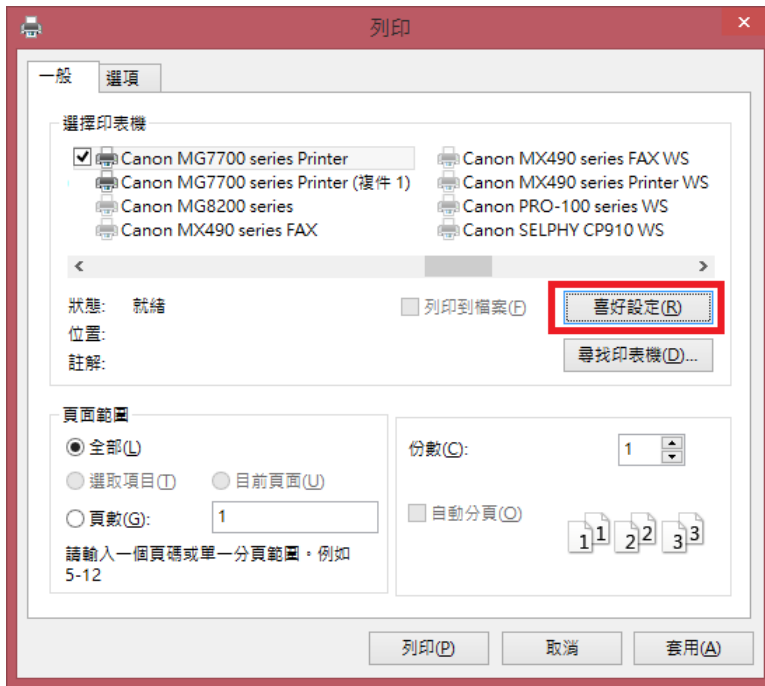 列印
一般
選項
選擇印表機
Canon MG7700 series Printer
Canon MG7700 series Printer (複件 1)
Canon MG8200 series
Canon MX490 series FAX
Canon MX490 series FAX WS
Canon MX490 series Printer WS
Canon PRO-100 series WS
Canon SELPHY CP910 WS
狀態: 就緒
位置:
註解:
列印到檔案(F)
喜好設定(R)
尋找印表機(D)...
頁面範圍
全部(L)
選取項目(T) 目前頁面(U)
頁數(G): 1
請輸入一個頁碼或單一分頁範圍。例如
5-12
份數(C): 1
自動分頁(O)
1 1 2 2 3 3
列印(P) 取消 套用(A)